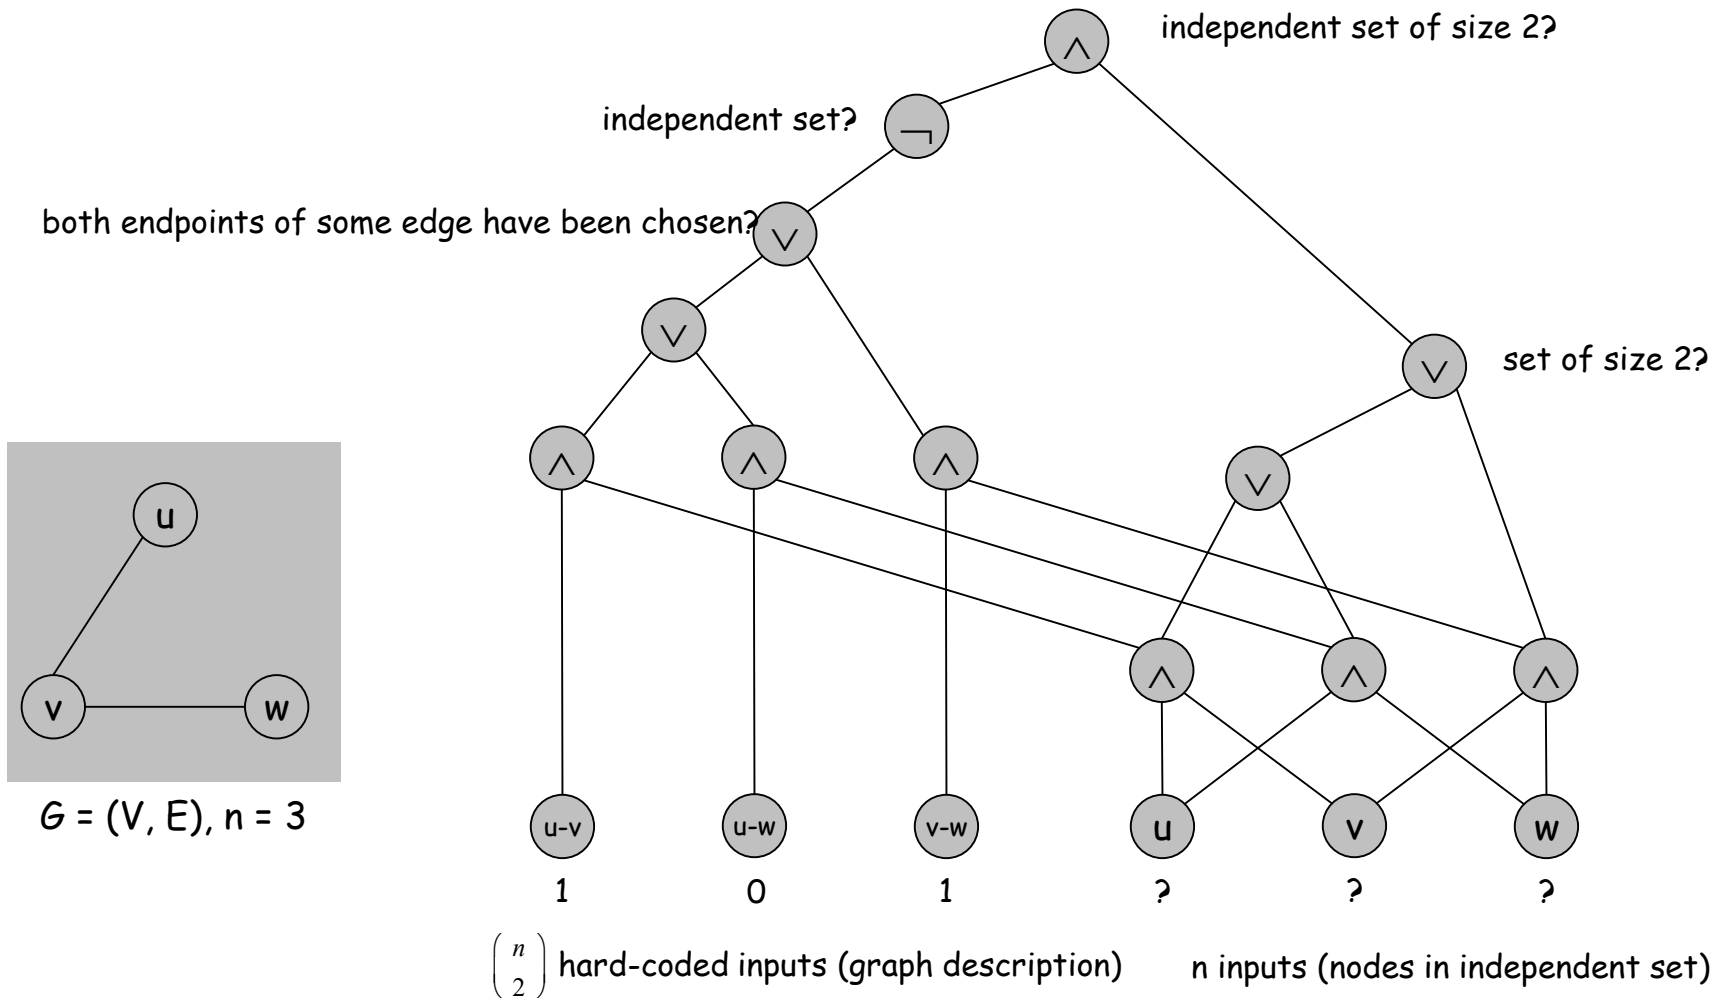 ∧
independent set of size 2?
independent set?
¬
both endpoints of some edge have been chosen?
∨
∨
∨
set of size 2?
∧
∧
∧
∨
u
v
w
G = (V, E), n = 3
∧
∧
∧
u-v
u-w
v-w
u
v
w
1
0
1
?
?
?
(n 2) hard-coded inputs (graph description)
n inputs (nodes in independent set)